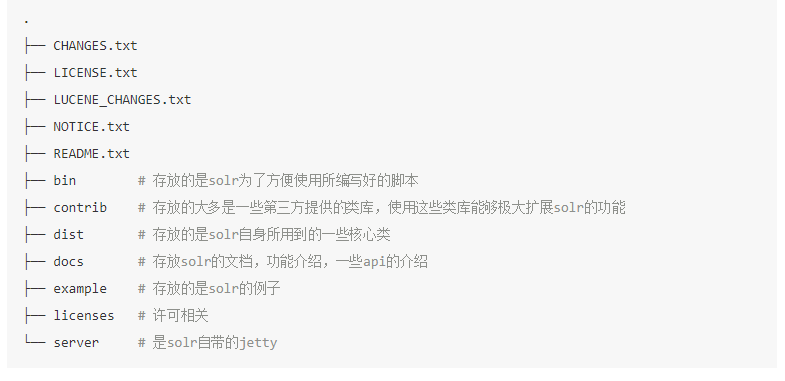 .
├── CHANGES.txt
├── LICENSE.txt
├── LUCENE_CHANGES.txt
├── NOTICE.txt
├── README.txt
├── bin        # 存放的是solr为了方便使用所编写好的脚本
├── contrib    # 存放的大多是一些第三方提供的类库，使用这些类库能够极大扩展solr的功能
├── dist       # 存放的是solr自身所用到的一些核心类
├── docs       # 存放solr的文档，功能介绍，一些api的介绍
├── example    # 存放的是solr的例子
├── licenses   # 许可相关
└── server     # 是solr自带的jetty